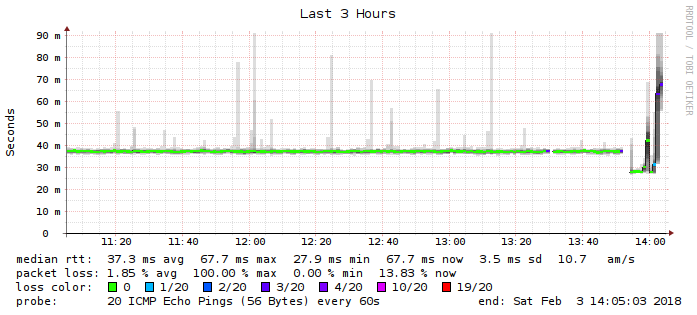 Last 3 Hours
RRDTOOL / TOBI OETIKER
Seconds
90 m
80 m
70 m
60 m
50 m
40 m
30 m
20 m
10 m
0
11:20 11:40 12:00 12:20 12:40 13:00 13:20 13:40 14:00
median rtt: 37.3 ms avg 67.7 ms max 27.9 ms min 67.7 ms now 3.5 ms sd 10.7 am/s
packet loss: 1.85 % avg 100.00 % max 0.00 % min 13.83 % now
loss color: 0 1/20 2/20 3/20 4/20 10/20 19/20
probe: 20 ICMP Echo Pings (56 Bytes) every 60s end: Sat Feb 3 14:05:03 2018